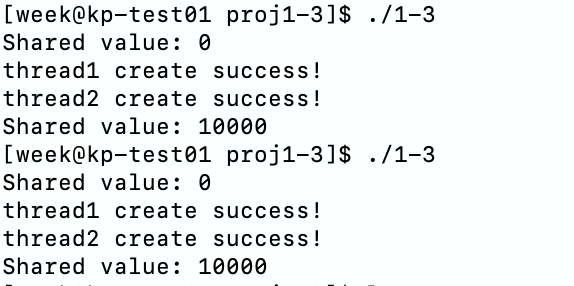 [week@kp-test01 proj1-3]$ ./1-3
Shared value: 0
thread1 create success!
thread2 create success!
Shared value: 10000
[week@kp-test01 proj1-3]$ ./1-3
Shared value: 0
thread1 create success!
thread2 create success!
Shared value: 10000